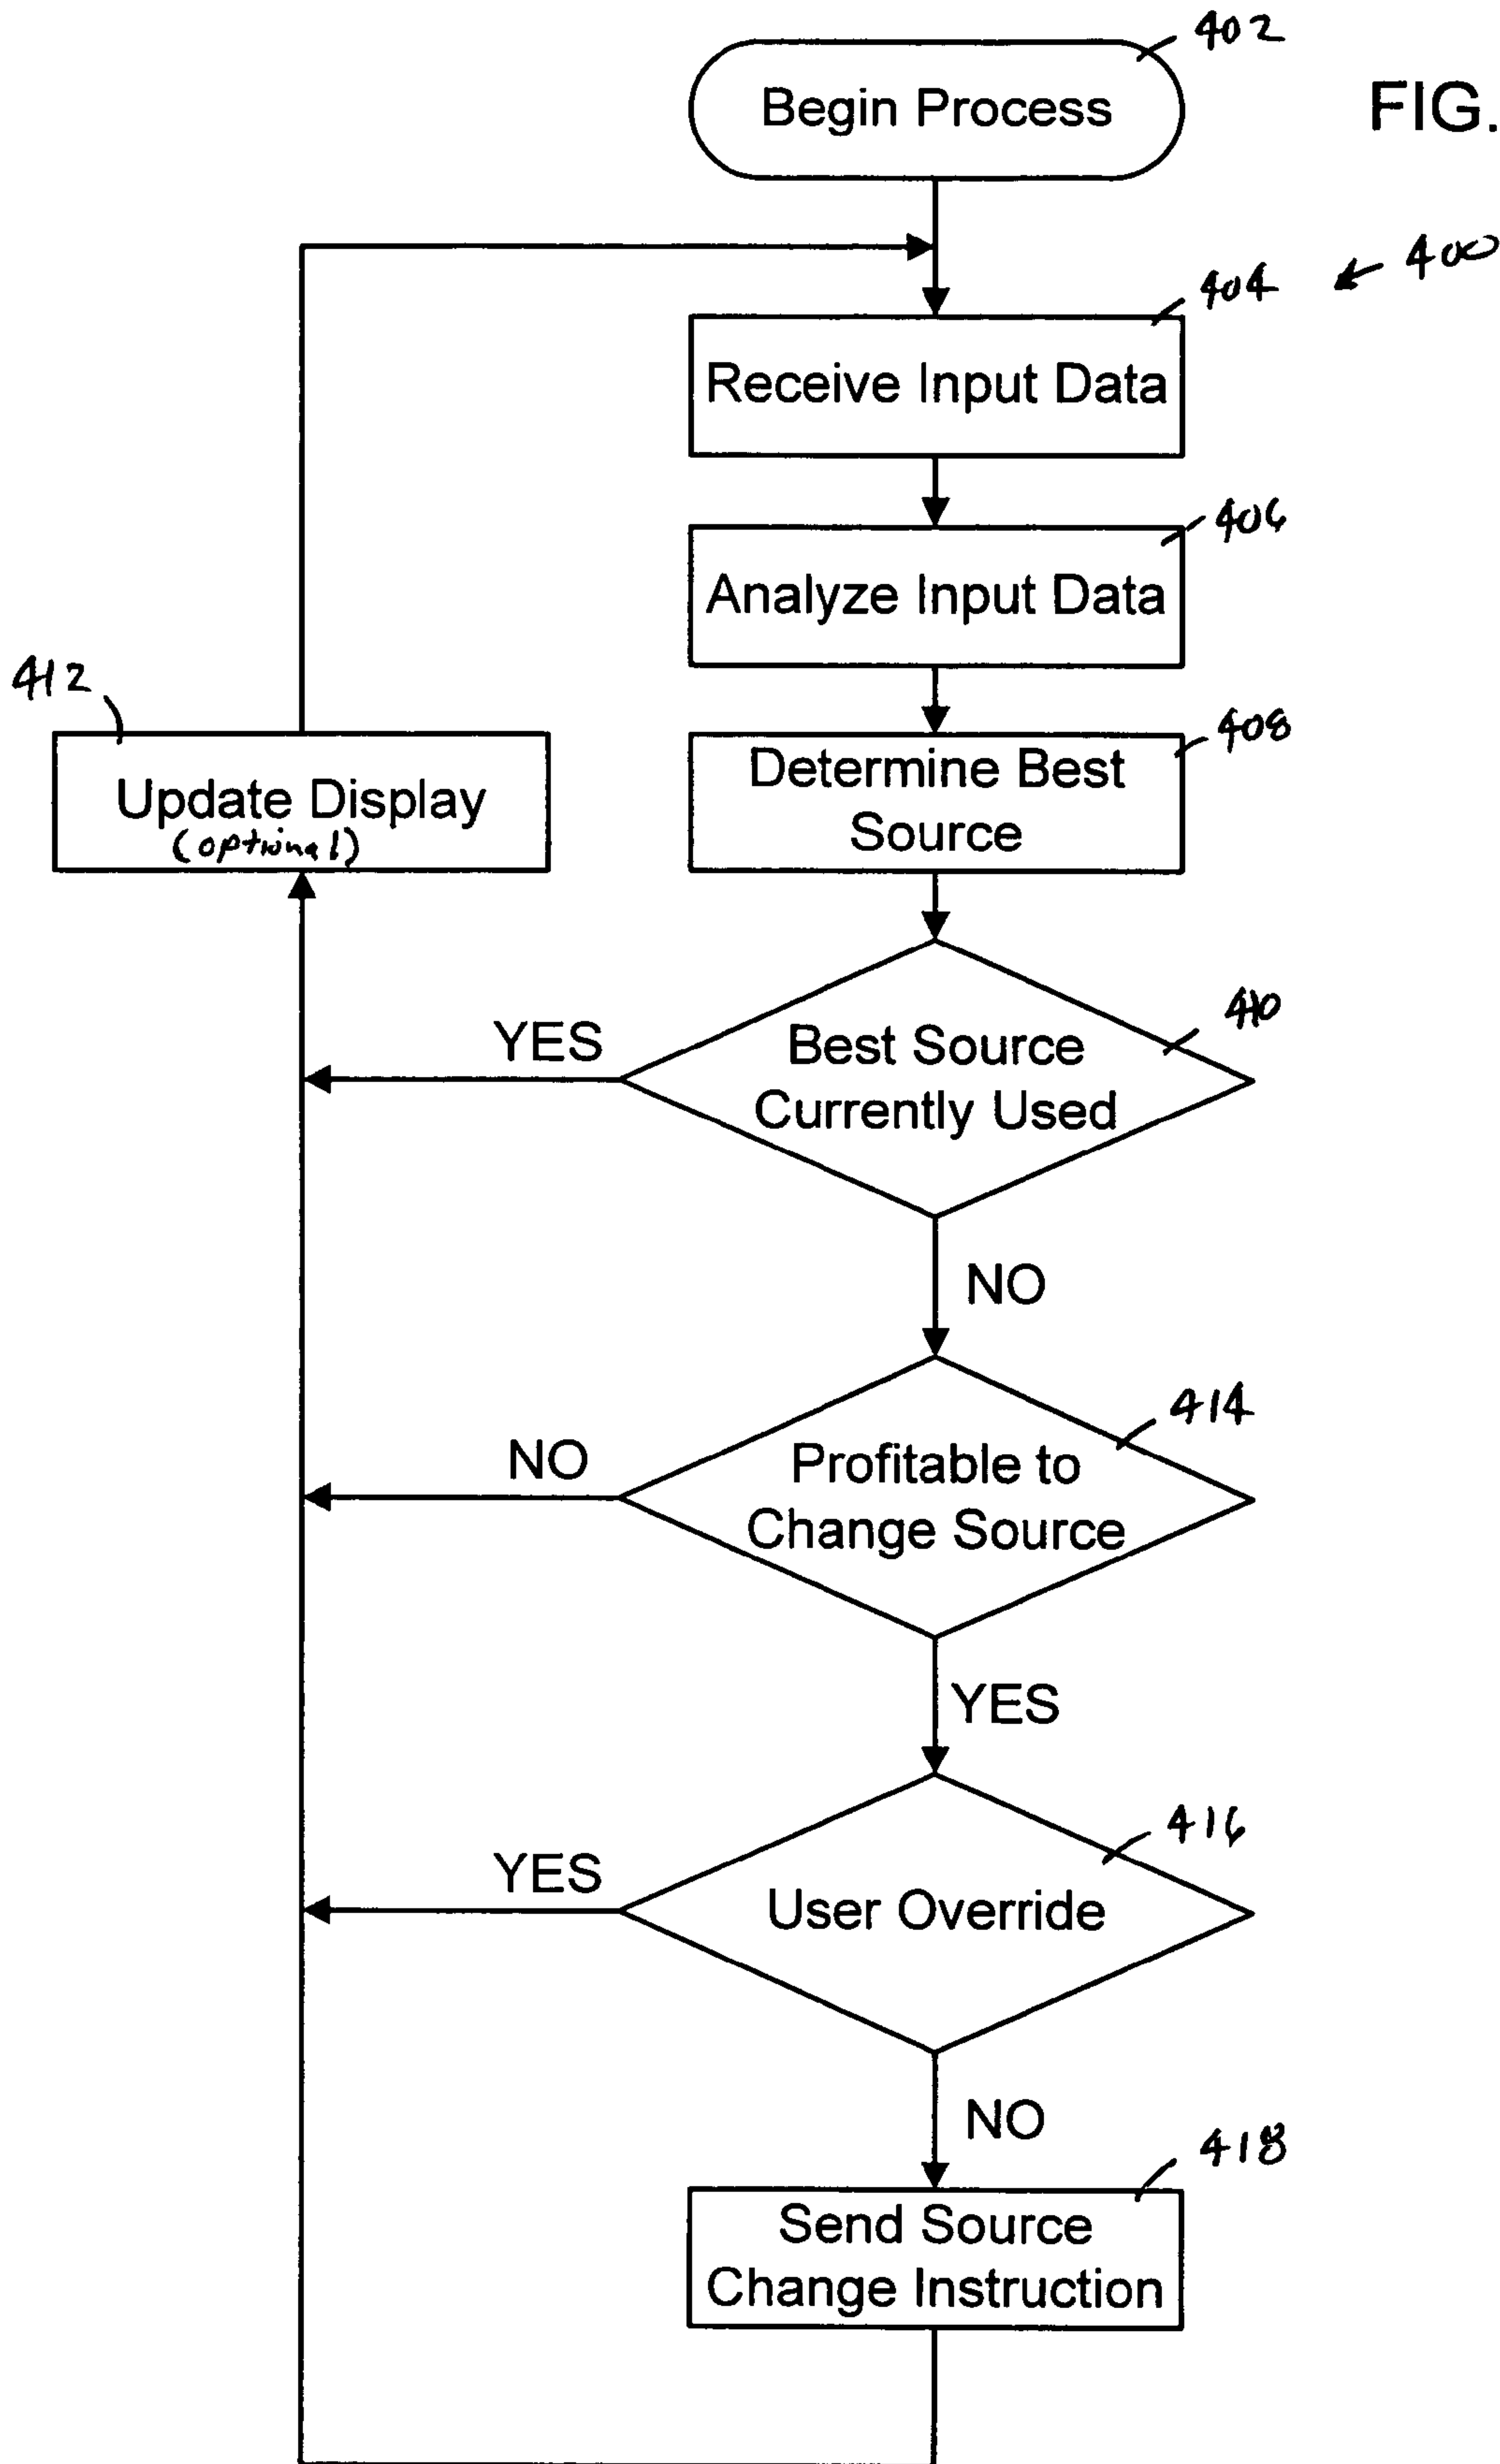 402
Begin Process
FIG.
400
404
Receive Input Data
406
Analyze Input Data
412
408
Determine Best
Source
Update Display
(optional)
410
YES
Best Source
Currently Used
NO
414
NO
Profitable to
Change Source
YES
416
YES
User Override
NO
418
Send Source
Change Instruction